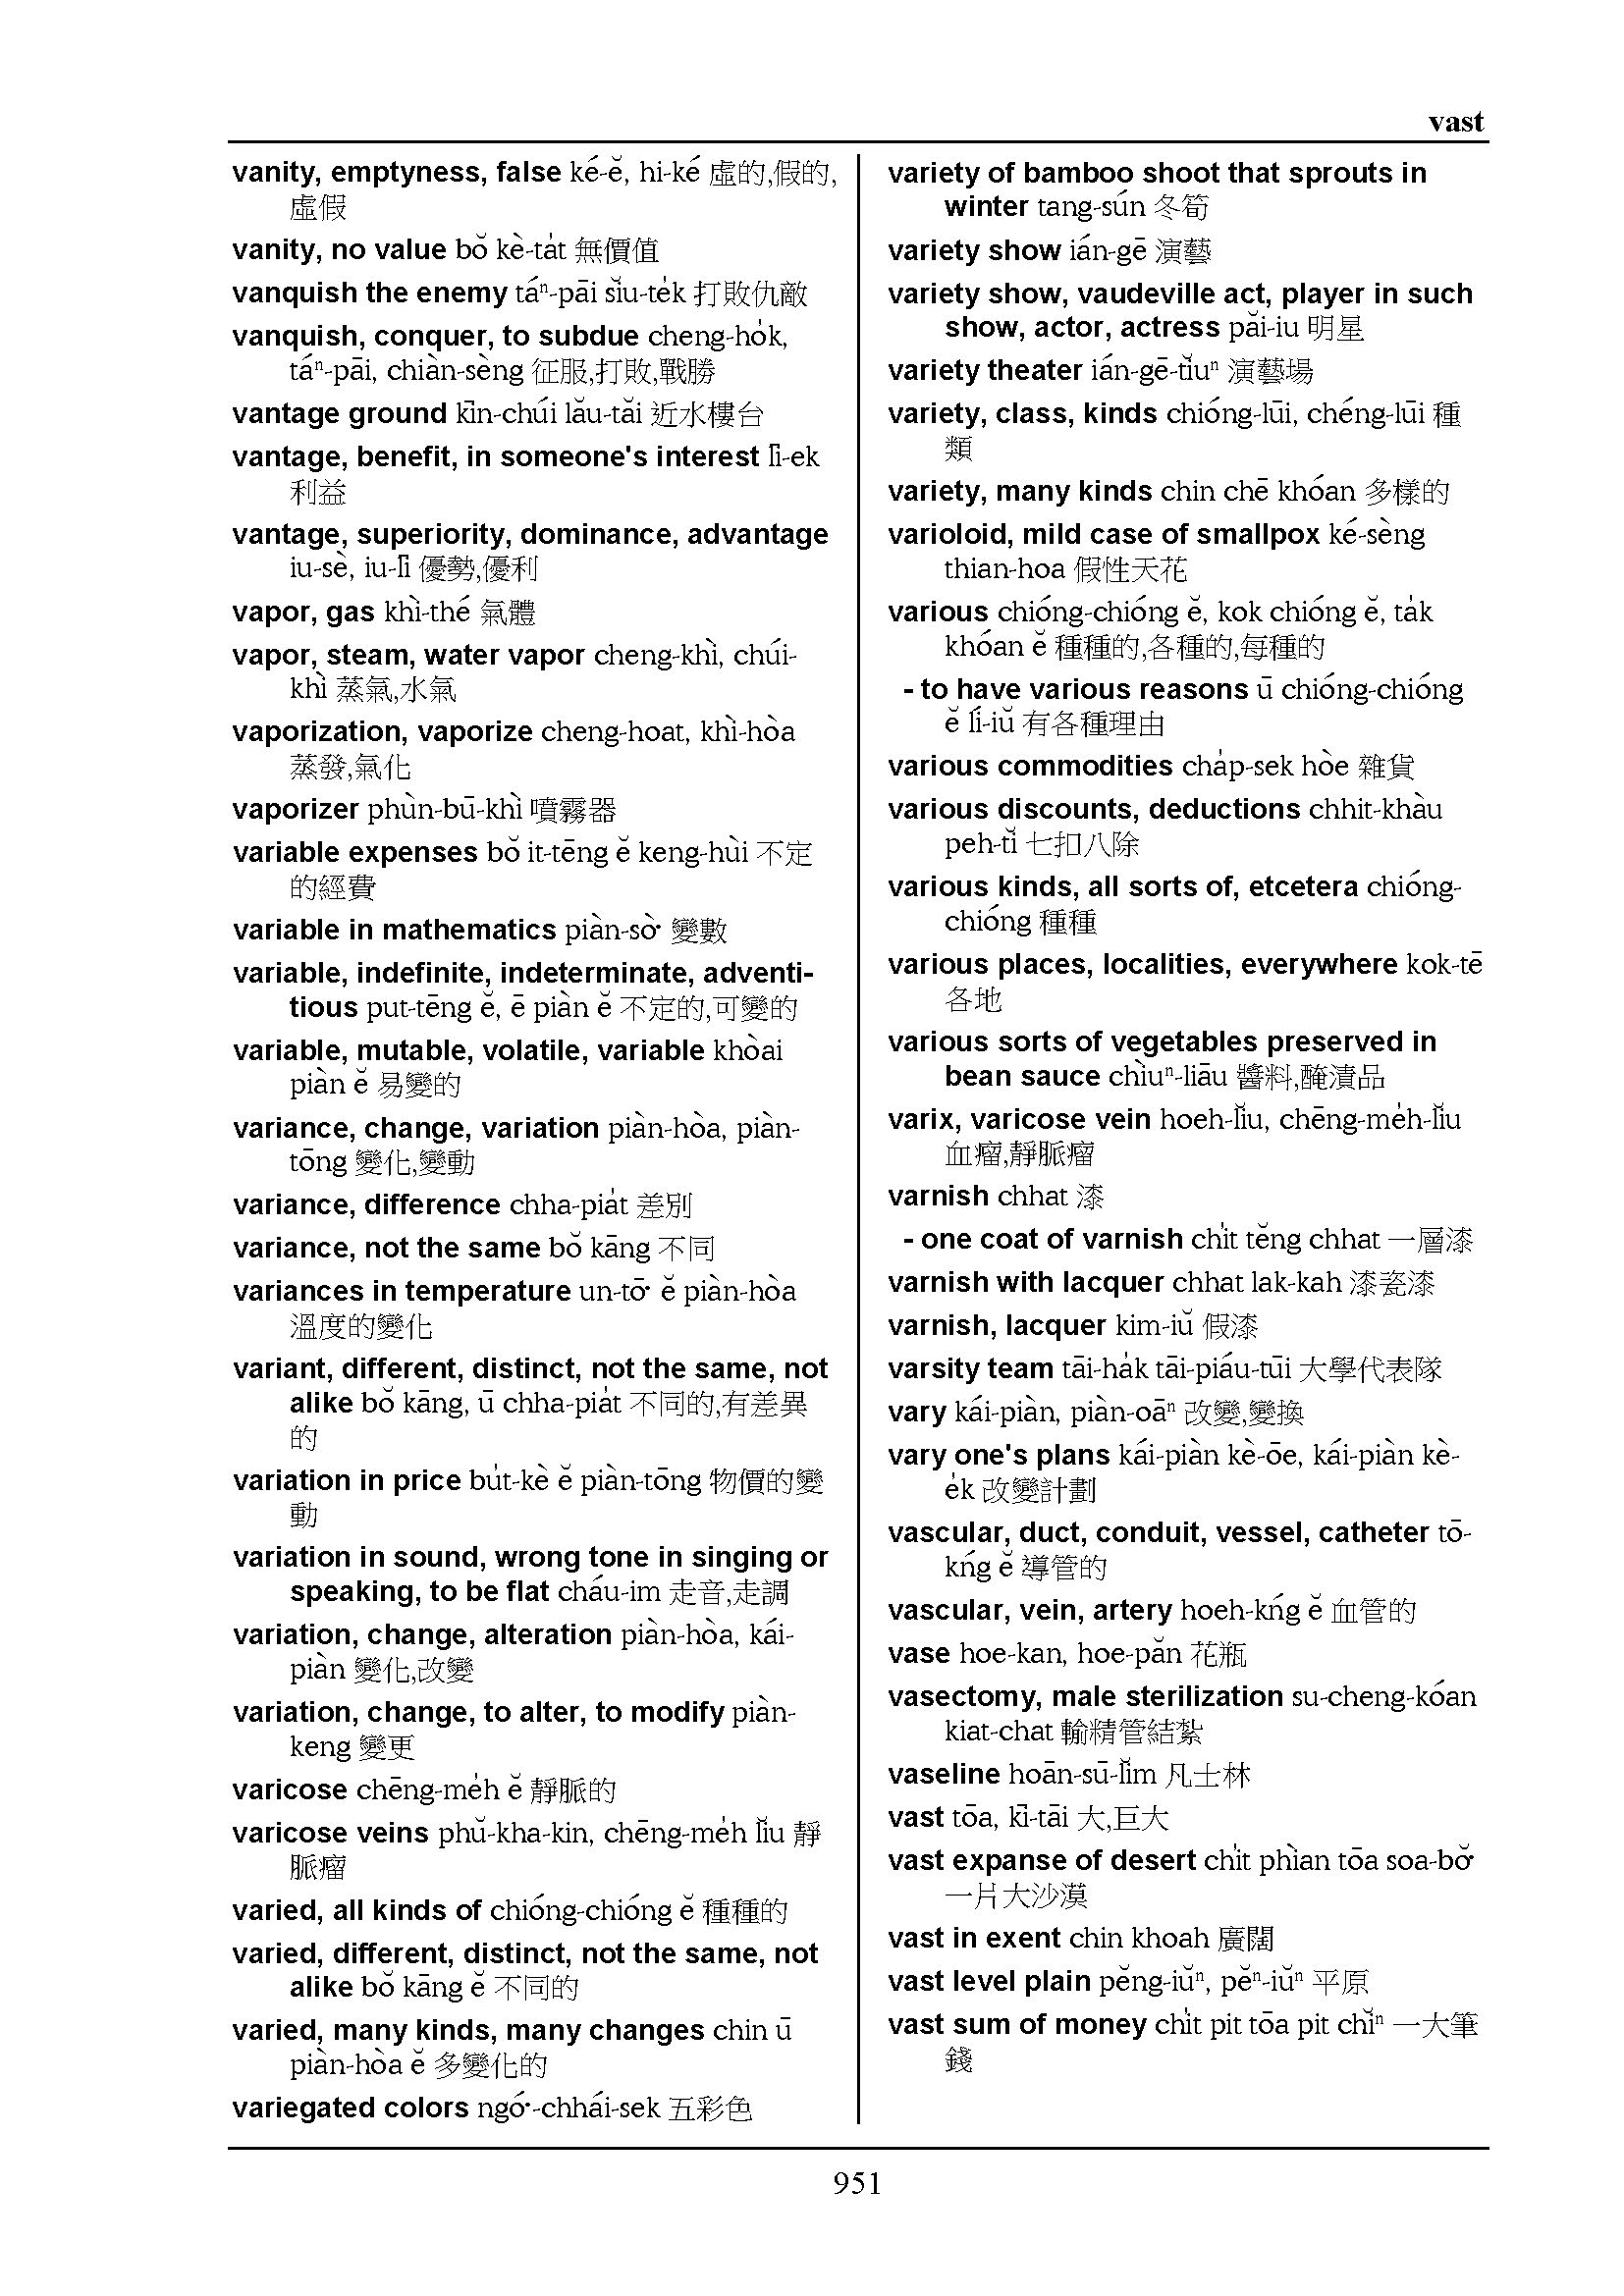 vast
vanity, emptyness, false ké-ĕ, hi-ké 虛的,假的,
虛假
vanity, no value bŏ kè-ta̍t 無價值
vanquish the enemy táⁿ-pāi sĭu-te̍k 打敗仇敵
vanquish, conquer, to subdue cheng-ho̍k,
táⁿ-pāi, chiàn-sèng 征服,打敗,戰勝
vantage ground kīn-chúi lău-tăi 近水樓台
vantage, benefit, in someone's interest lī-ek
利益
vantage, superiority, dominance, advantage
iu-sè, iu-lī 優勢,優利
vapor, gas khì-thé 氣體
vapor, steam, water vapor cheng-khì, chúi-
khì 蒸氣,水氣
vaporization, vaporize cheng-hoat, khì-hòa
蒸發,氣化
vaporizer phùn-bū-khì 噴霧器
variable expenses bŏ it-tēng ĕ keng-hùi 不定
的經費
variable in mathematics piàn-sò͘ 變數
variable, indefinite, indeterminate, adventi-
tious put-tēng ĕ, ē piàn ĕ 不定的,可變的
variable, mutable, volatile, variable khòai
piàn ĕ 易變的
variance, change, variation piàn-hòa, piàn-
tōng 變化,變動
variance, difference chha-pia̍t 差別
variance, not the same bŏ kāng 不同
variances in temperature un-tō͘ ĕ piàn-hòa
溫度的變化
variant, different, distinct, not the same, not
alike bŏ kāng, ū chha-pia̍t 不同的,有差異
的
variation in price bu̍t-kè ĕ piàn-tōng 物價的變
動
variation in sound, wrong tone in singing or
speaking, to be flat cháu-im 走音,走調
variation, change, alteration piàn-hòa, kái-
piàn 變化,改變
variation, change, to alter, to modify piàn-
keng 變更
varicose chēng-me̍h ĕ 靜脈的
varicose veins phŭ-kha-kin, chēng-me̍h lĭu 靜
脈瘤
varied, all kinds of chióng-chióng ĕ 種種的
varied, different, distinct, not the same, not
alike bŏ kāng ĕ 不同的
varied, many kinds, many changes chin ū
piàn-hòa ĕ 多變化的
variegated colors ngó͘-chhái-sek 五彩色
variety of bamboo shoot that sprouts in
winter tang-sún 冬筍
variety show ián-gē 演藝
variety show, vaudeville act, player in such
show, actor, actress păi-iu 明星
variety theater ián-gē-tĭuⁿ 演藝場
variety, class, kinds chióng-lūi, chéng-lūi 種
類
variety, many kinds chin chē khóan 多樣的
varioloid, mild case of smallpox ké-sèng
thian-hoa 假性天花
various chióng-chióng ĕ, kok chióng ĕ, ta̍k
khóan ĕ 種種的,各種的,每種的
- to have various reasons ū chióng-chióng
ĕ lí-iŭ 有各種理由
various commodities cha̍p-sek hòe 雜貨
various discounts, deductions chhit-khàu
peh-tĭ 七扣八除
various kinds, all sorts of, etcetera chióng-
chióng 種種
various places, localities, everywhere kok-tē
各地
various sorts of vegetables preserved in
bean sauce chìuⁿ-liāu 醬料,醃漬品
varix, varicose vein hoeh-lĭu, chēng-me̍h-lĭu
血瘤,靜脈瘤
varnish chhat 漆
- one coat of varnish chi̍t tĕng chhat 一層漆
varnish with lacquer chhat lak-kah 漆瓷漆
varnish, lacquer kim-iŭ 假漆
varsity team tāi-ha̍k tāi-piáu-tūi 大學代表隊
vary kái-piàn, piàn-oāⁿ 改變,變換
vary one's plans kái-piàn kè-ōe, kái-piàn kè-
e̍k 改變計劃
vascular, duct, conduit, vessel, catheter tō-
kńg ĕ 導管的
vascular, vein, artery hoeh-kńg ĕ 血管的
vase hoe-kan, hoe-păn 花瓶
vasectomy, male sterilization su-cheng-kóan
kiat-chat 輸精管結紮
vaseline hoān-sū-lĭm 凡士林
vast tōa, kī-tāi 大,巨大
vast expanse of desert chi̍t phìan tōa soa-bŏ͘
一片大沙漠
vast in exent chin khoah 廣闊
vast level plain pĕng-iŭⁿ, pĕⁿ-iŭⁿ 平原
vast sum of money chi̍t pit tōa pit chĭⁿ 一大筆
錢
951